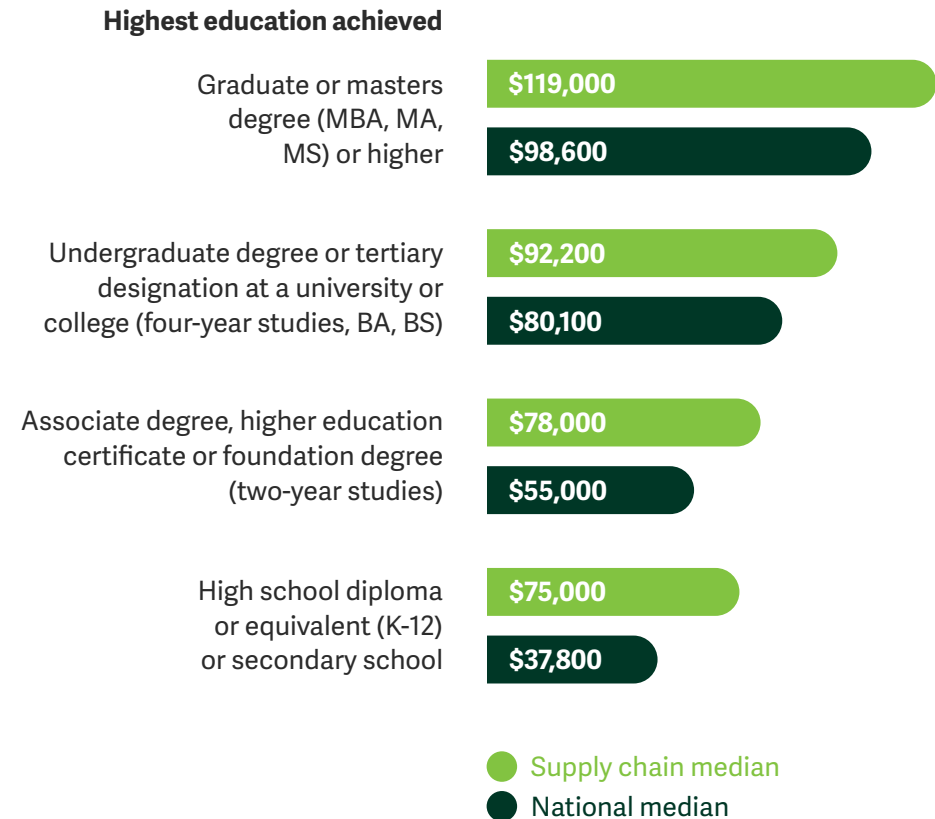 Highest education achieved
Graduate or masters
degree (MBA, MA,
MS) or higher
$119,000
$98,600
Undergraduate degree or tertiary
designation at a university or
college (four-year studies, BA, BS)
$92,200
$80,100
Associate degree, higher education
certificate or foundation degree
(two-year studies)
$78,000
$55,000
High school diploma
or equivalent (K-12)
or secondary school
$75,000
$37,800
Supply chain median
National median